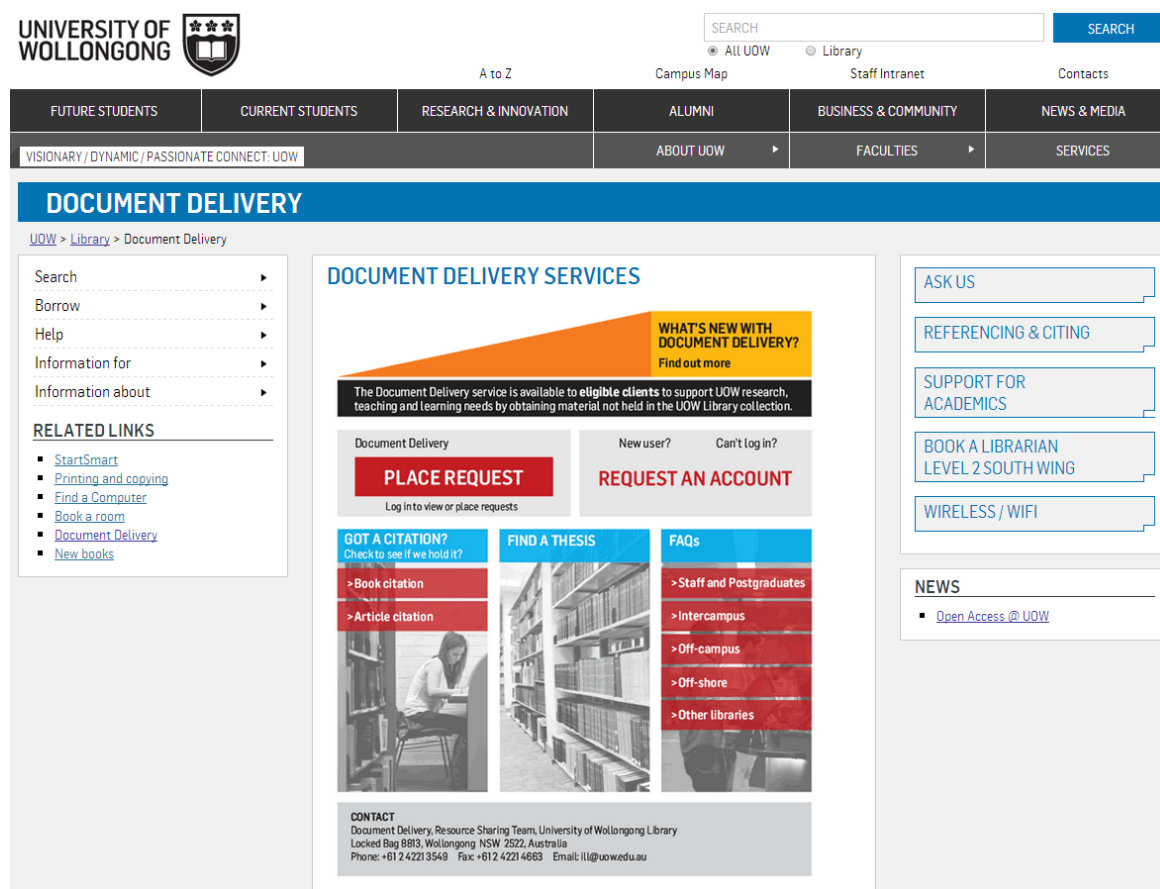 UNIVERSITY OF
WOLLONGONG
SEARCH
SEARCH
All UOW
Library
A to Z
Campus Map
Staff Intranet
Contacts
FUTURE STUDENTS
CURRENT STUDENTS
RESEARCH & INNOVATION
ALUMNI
BUSINESS & COMMUNITY
NEWS & MEDIA
VISIONARY / DYNAMIC / PASSIONATE CONNECT: UOW
ABOUT UOW
FACULTIES
SERVICES
DOCUMENT DELIVERY
UOW > Library > Document Delivery
Search
Borrow
Help
Information for
Information about
RELATED LINKS
StartSmart
Printing and copying
Find a Computer
Book a room
Document Delivery
New books
DOCUMENT DELIVERY SERVICES
WHAT'S NEW WITH
DOCUMENT DELIVERY?
Find out more
The Document Delivery service is available to eligible clients to support UOW research,
teaching and learning needs by obtaining material not held in the UOW Library collection.
Document Delivery
PLACE REQUEST
Log in to view or place requests
New user?
Can't log in?
REQUEST AN ACCOUNT
GOT A CITATION?
Check to see if we hold it?
>Book citation
>Article citation
FIND A THESIS
FAQs
>Staff and Postgraduates
>Intercampus
>Off-campus
>Off-shore
>Other libraries
CONTACT
Document Delivery, Resource Sharing Team, University of Wollongong Library
Locked Bag 8813, Wollongong NSW 2522, Australia
Phone: +61 2 4221 3549 Fax: +61 2 4221 4663 Email: ill@uow.edu.au
ASK US
REFERENCING & CITING
SUPPORT FOR
ACADEMICS
BOOK A LIBRARIAN
LEVEL 2 SOUTH WING
WIRELESS / WIFI
NEWS
Open Access @ UOW